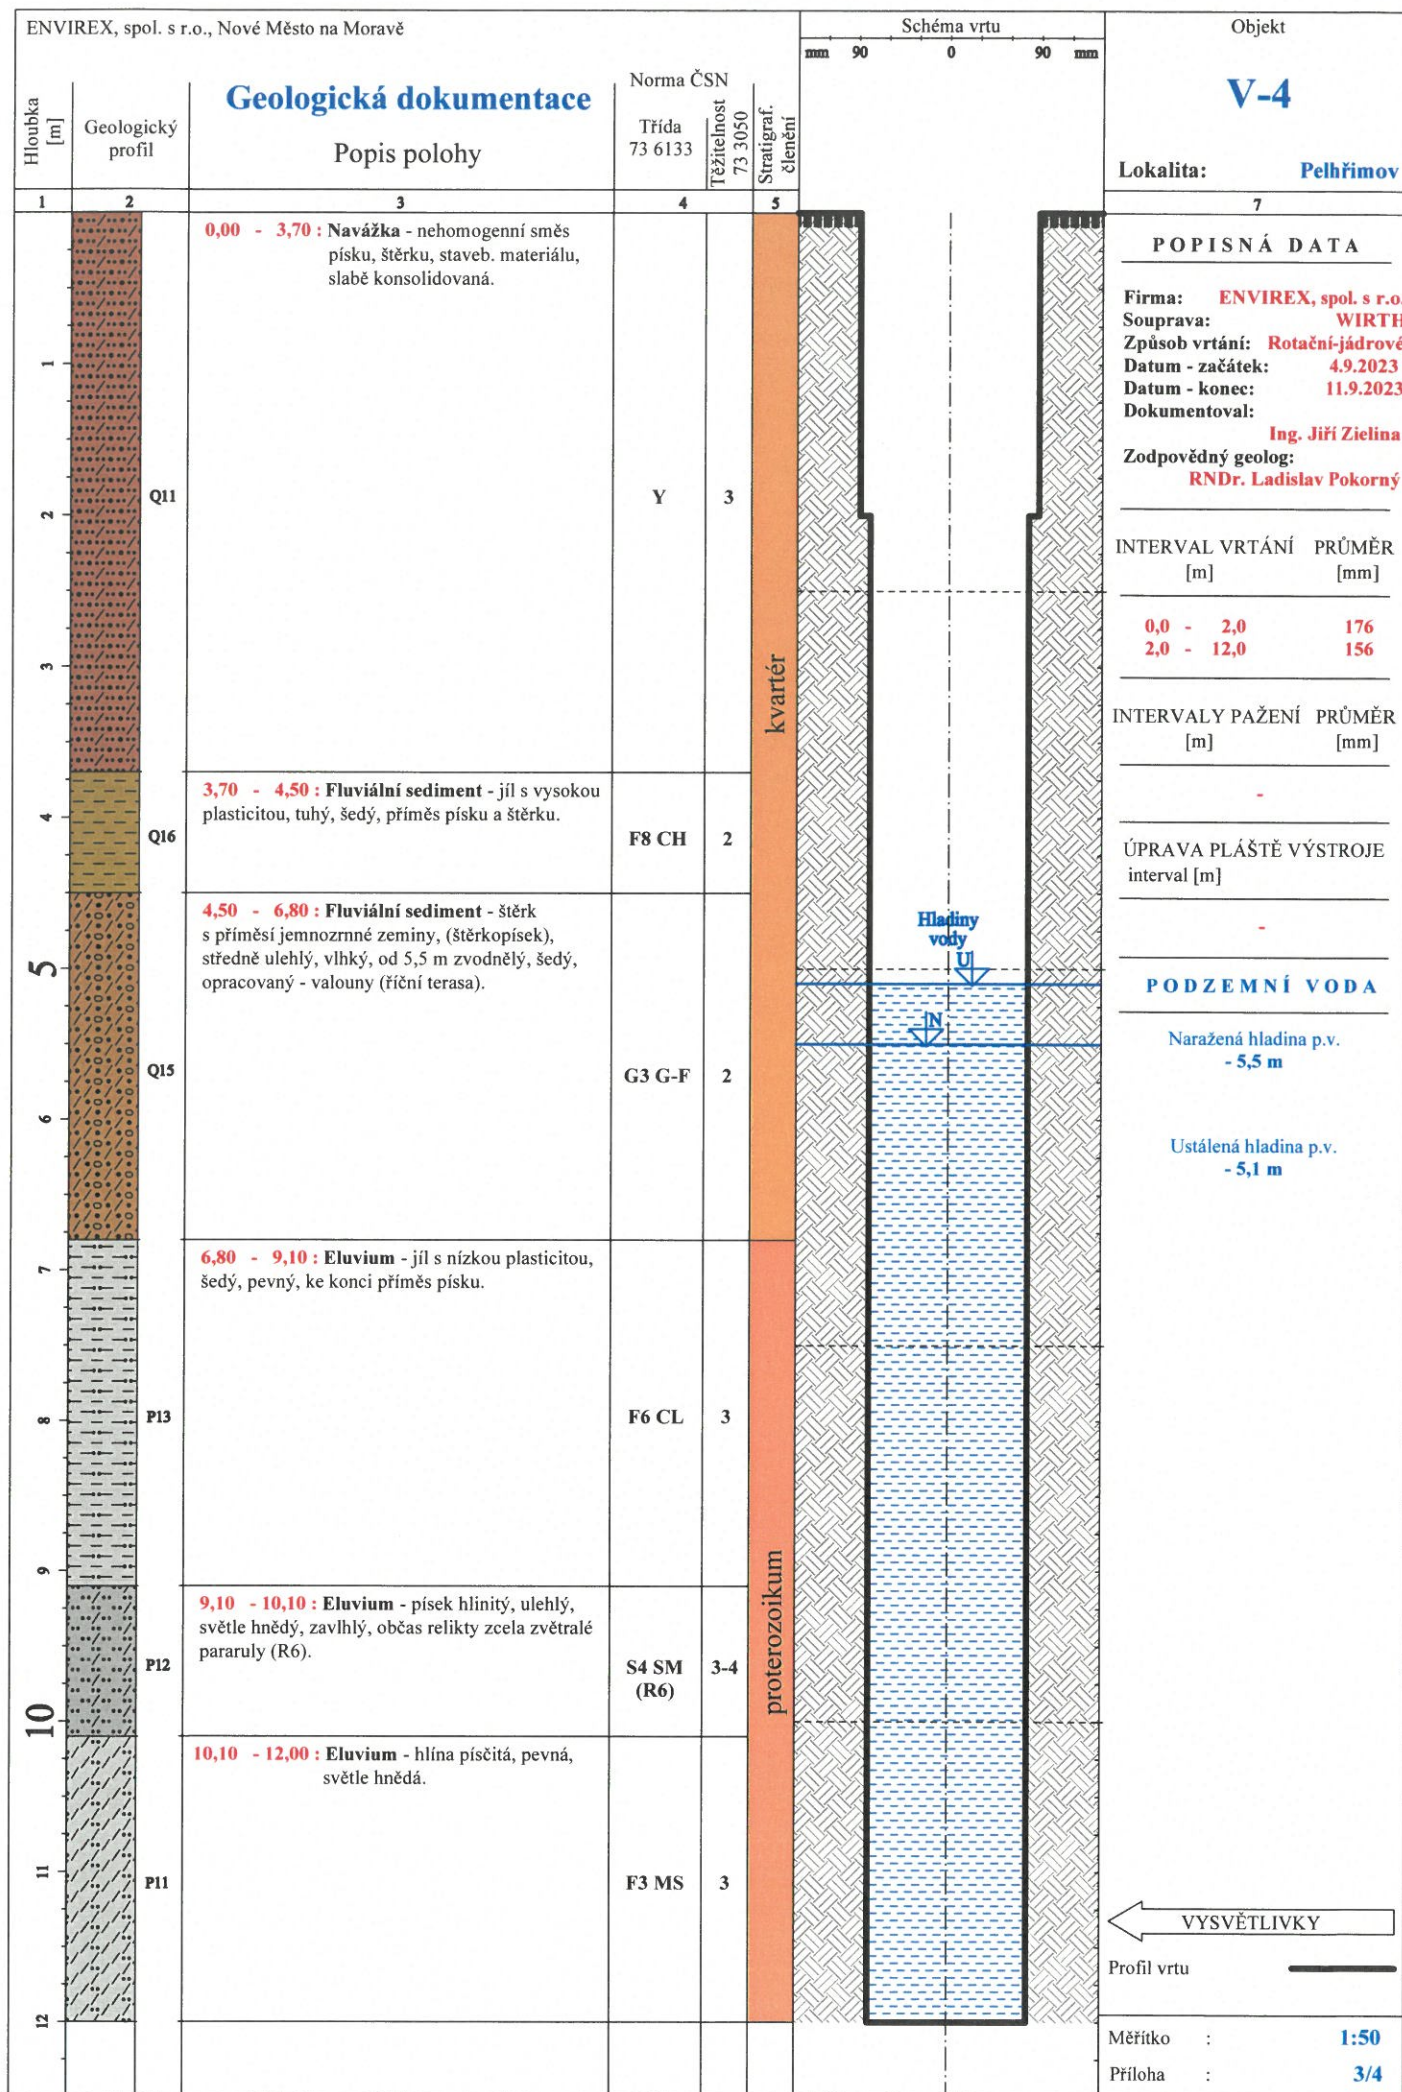 ENVIREX, spol. s r.o., Nové Město na Moravě
Schéma vrtu
mm 90 0 90 mm
Objekt
V-4
Lokalita: Pelhřimov
Hloubka
[m]
Geologický
profil
Geologická dokumentace
Popis polohy
Norma ČSN
Třída
73 6133
Těžitelnost
73 3050
Stratigraf.
členění
1 2 3 4 5 7
0,00 - 3,70 : Navážka - nehomogenní směs
písku, štěrku, staveb. materiálu,
slabě konsolidovaná.
Q11 Y 3
3,70 - 4,50 : Fluviální sediment - jíl s vysokou
plasticitou, tuhý, šedý, příměs písku a štěrku.
Q16 F8 CH 2
4,50 - 6,80 : Fluviální sediment - štěrk
s příměsí jemnozrnné zeminy, (štěrkopísek),
středně ulehlý, vlhký, od 5,5 m zvodnělý, šedý,
opracovaný - valouny (říční terasa).
Q15 G3 G-F 2
6,80 - 9,10 : Eluvium - jíl s nízkou plasticitou,
šedý, pevný, ke konci příměs písku.
P13 F6 CL 3
9,10 - 10,10 : Eluvium - písek hlinitý, ulehlý,
světle hnědý, zavlhlý, občas relikty zcela zvětralé
pararuly (R6).
P12 S4 SM 3-4
(R6)
10,10 - 12,00 : Eluvium - hlína písčitá, pevná,
světle hnědá.
P11 F3 MS 3
1
2
3
4
5
6
7
8
9
10
11
12
kvartér
proterozoikum
Hladiny
vody
U
N
POPISNÁ DATA
Firma: ENVIREX, spol. s r.o.
Souprava: WIRTH
Způsob vrtání: Rotační-jádrové
Datum - začátek: 4.9.2023
Datum - konec: 11.9.2023
Dokumentoval:
Ing. Jiří Zielina
Zodpovědný geolog:
RNDr. Ladislav Pokorný
INTERVAL VRTÁNÍ PRŮMĚR
[m] [mm]
0,0 - 2,0 176
2,0 - 12,0 156
INTERVALY PAŽENÍ PRŮMĚR
[m] [mm]
-
ÚPRAVA PLÁŠTĚ VÝSTROJE
interval [m]
-
PODZEMNÍ VODA
Naražená hladina p.v.
- 5,5 m
Ustálená hladina p.v.
- 5,1 m
VYSVĚTLIVKY
Profil vrtu
Měřítko : 1:50
Příloha : 3/4